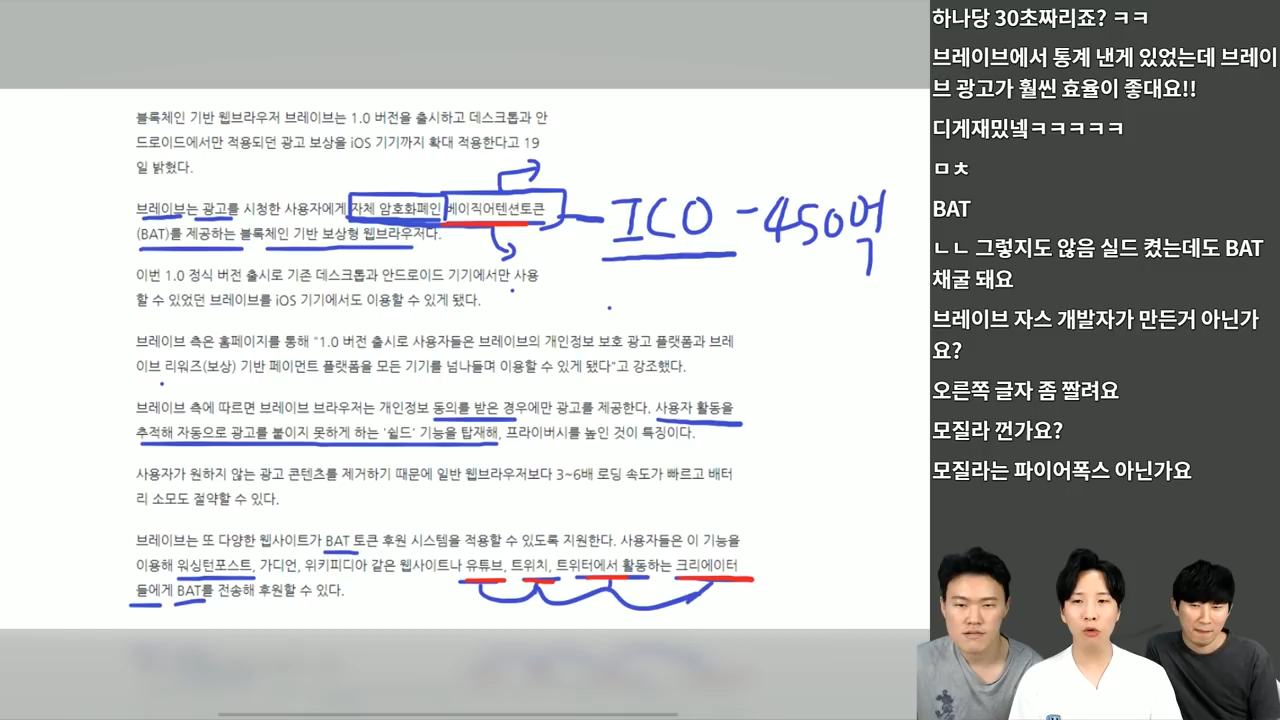 블록체인 기반 웹브라우저 브레이브는 1.0 버전을 출시하고 데스크톱과 안
드로이드에서만 적용되던 광고 보상을 iOS 기기까지 확대 적용한다고 19
일 밝혔다.
브레이브는 광고를 시청한 사용자에게 자체 암호화폐인 베이직어텐션토큰
(BAT)를 제공하는 블록체인 기반 보상형 웹브라우저다.
ICO - 450억
이번 1.0 정식 버전 출시로 기존 데스크톱과 안드로이드 기기에서만 사용
할 수 있었던 브레이브를 iOS 기기에서도 이용할 수 있게 됐다.
브레이브 측은 홈페이지를 통해 "1.0 버전 출시로 사용자들은 브레이브의 개인정보 보호 광고 플랫폼과 브레
이브 리워즈(보상) 기반 페이먼트 플랫폼을 모든 기기를 넘나들며 이용할 수 있게 됐다"고 강조했다.
브레이브 측에 따르면 브레이브 브라우저는 개인정보 동의를 받은 경우에만 광고를 제공한다. 사용자 활동을
추적해 자동으로 광고를 붙이지 못하게 하는 '쉴드' 기능을 탑재해, 프라이버시를 높인 것이 특징이다.
사용자가 원하지 않는 광고 콘텐츠를 제거하기 때문에 일반 웹브라우저보다 3~6배 로딩 속도가 빠르고 배터
리 소모도 절약할 수 있다.
브레이브는 또 다양한 웹사이트가 BAT 토큰 후원 시스템을 적용할 수 있도록 지원한다. 사용자들은 이 기능을
이용해 워싱턴포스트, 가디언, 위키피디아 같은 웹사이트나 유튜브, 트위치, 트위터에서 활동하는 크리에이터
들에게 BAT를 전송해 후원할 수 있다.
하나당 30초짜리죠? ㅋㅋ
브레이브에서 통계 낸게 있었는데 브레이
브 광고가 훨씬 효율이 좋대요!!
디게재밌넼ㅋㅋㅋㅋㅋ
ㅁㅊ
BAT
ㄴㄴ 그렇지도 않음 실드 켰는데도 BAT
채굴 돼요
브레이브 자스 개발자가 만든거 아닌가
요?
오른쪽 글자 좀 짤려요
모질라 껀가요?
모질라는 파이어폭스 아닌가요